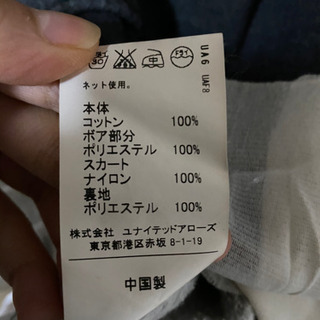 ドライ
UA6
UAF8
ネット使用。
本体
コットン 100%
ボア部分
ポリエステル 100%
スカート
ナイロン 100%
裏地
ポリエステル 100%
株式会社 ユナイテッドアローズ
東京都港区赤坂 8-1-19
中国製